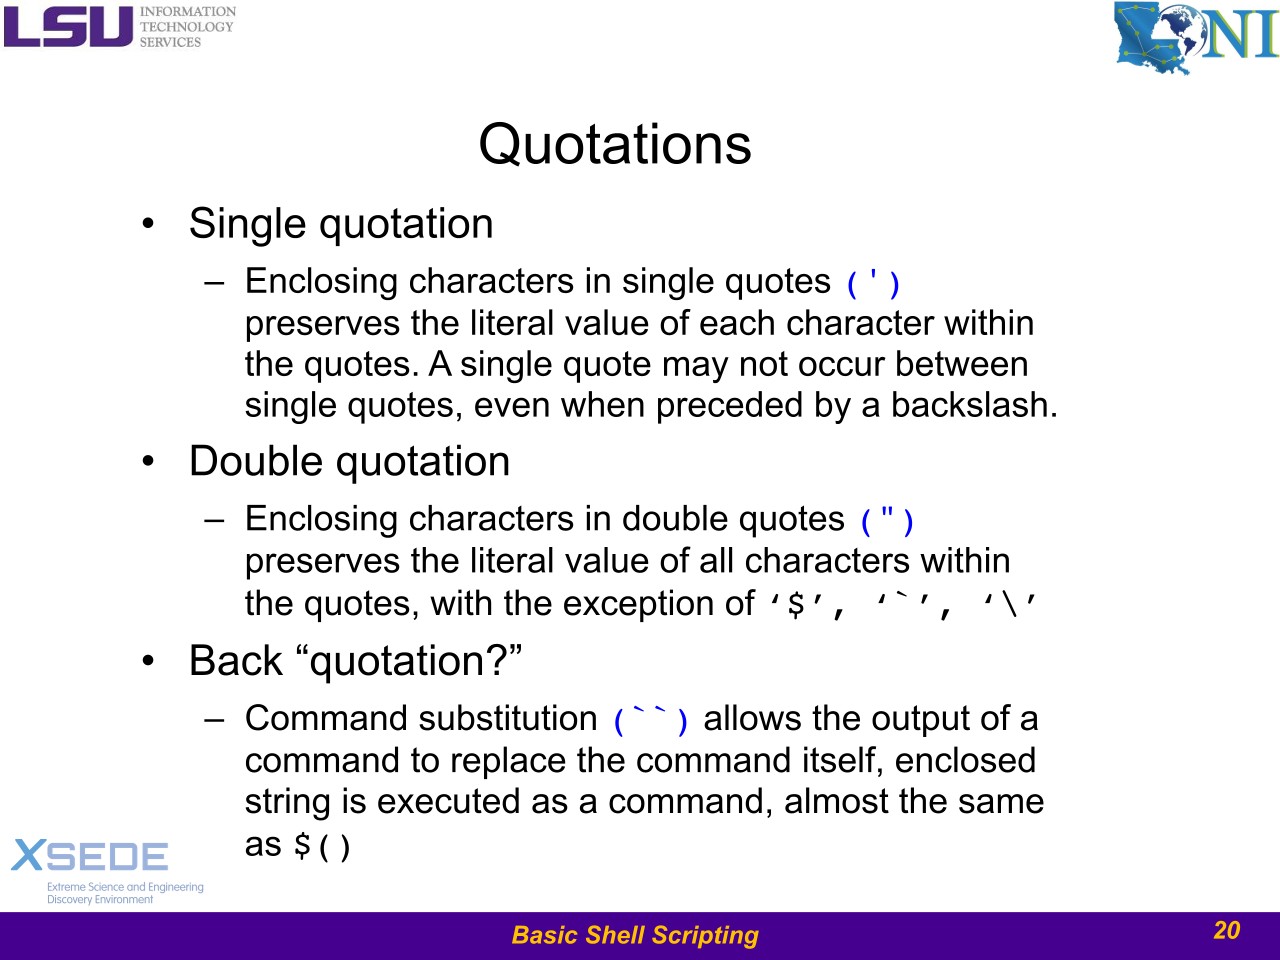 LSU INFORMATION
TECHNOLOGY
SERVICES
LONI
Quotations
• Single quotation
– Enclosing characters in single quotes (')
preserves the literal value of each character within
the quotes. A single quote may not occur between
single quotes, even when preceded by a backslash.
• Double quotation
– Enclosing characters in double quotes (")
preserves the literal value of all characters within
the quotes, with the exception of ‘$’, ‘`’, ‘\’
• Back “quotation?”
– Command substitution (``) allows the output of a
command to replace the command itself, enclosed
string is executed as a command, almost the same
as $()
XSEDE
Extreme Science and Engineering
Discovery Environment
Basic Shell Scripting
20